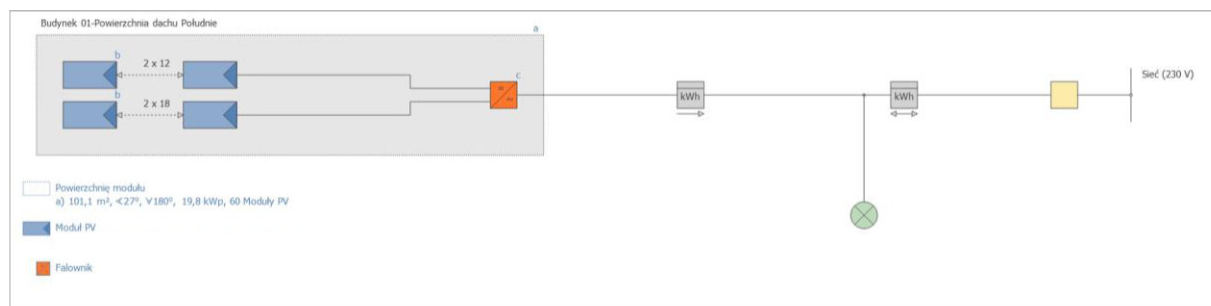 Budynek 01-Powierzchnia dachu Południe
a
b
2 x 12
c
b
2 x 18
kWh
kWh
Sieć (230 V)
Powierzchnię modułu
a) 101,1 m², ∢27°, ∀180°, 19,8 kWp, 60 Moduły PV
Moduł PV
Falownik